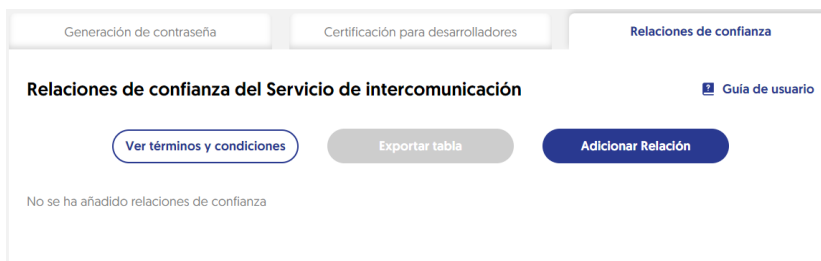 Generación de contraseña
Certificación para desarrolladores
Relaciones de confianza
Relaciones de confianza del Servicio de intercomunicación
Guía de usuario
Ver términos y condiciones
Exportar tabla
Adicionar Relación
No se ha añadido relaciones de confianza